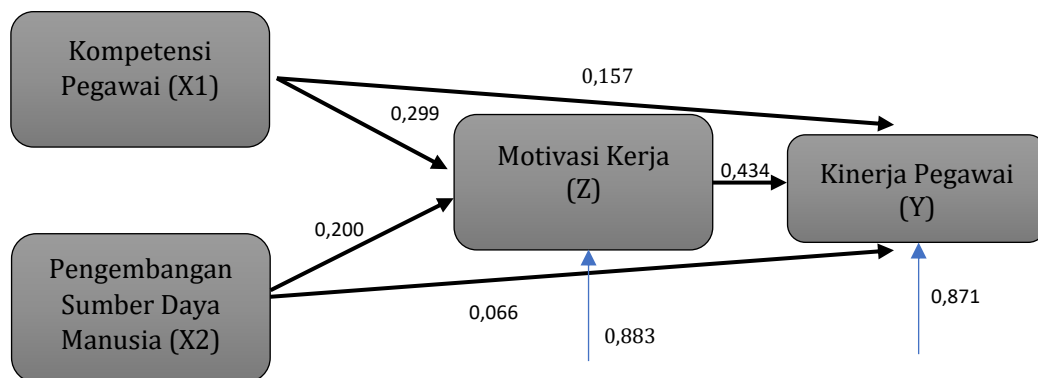 Kompetensi
Pegawai (X1)
0,157
0,299
Motivasi Kerja
(Z)
0,434
Kinerja Pegawai
(Y)
0,200
Pengembangan
Sumber Daya
Manusia (X2)
0,066
0,883
0,871